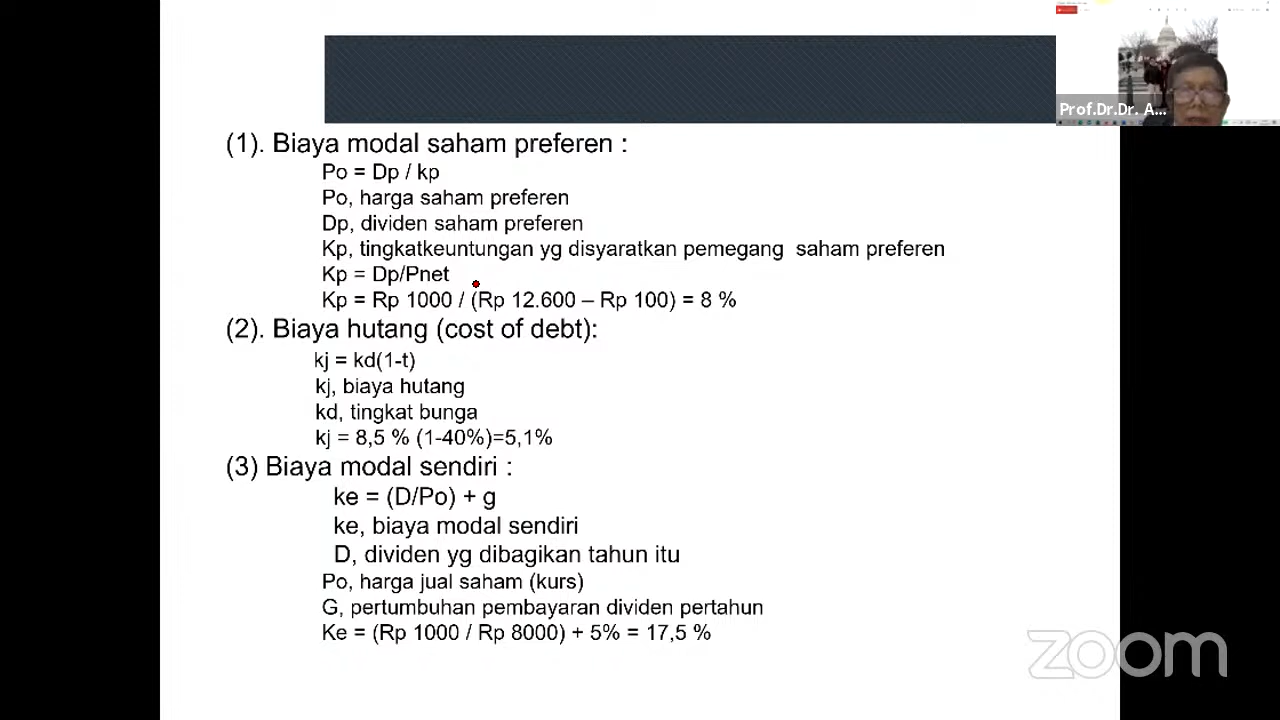 Prof.Dr.Dr. A...
(1). Biaya modal saham preferen :
Po = Dp / kp
Po, harga saham preferen
Dp, dividen saham preferen
Kp, tingkatkeuntungan yg disyaratkan pemegang saham preferen
Kp = Dp/Pnet
Kp = Rp 1000 / (Rp 12.600 – Rp 100) = 8 %
(2). Biaya hutang (cost of debt):
kj = kd(1-t)
kj, biaya hutang
kd, tingkat bunga
kj = 8,5 % (1-40%)=5,1%
(3) Biaya modal sendiri :
ke = (D/Po) + g
ke, biaya modal sendiri
D, dividen yg dibagikan tahun itu
Po, harga jual saham (kurs)
G, pertumbuhan pembayaran dividen pertahun
Ke = (Rp 1000 / Rp 8000) + 5% = 17,5 %
zoom